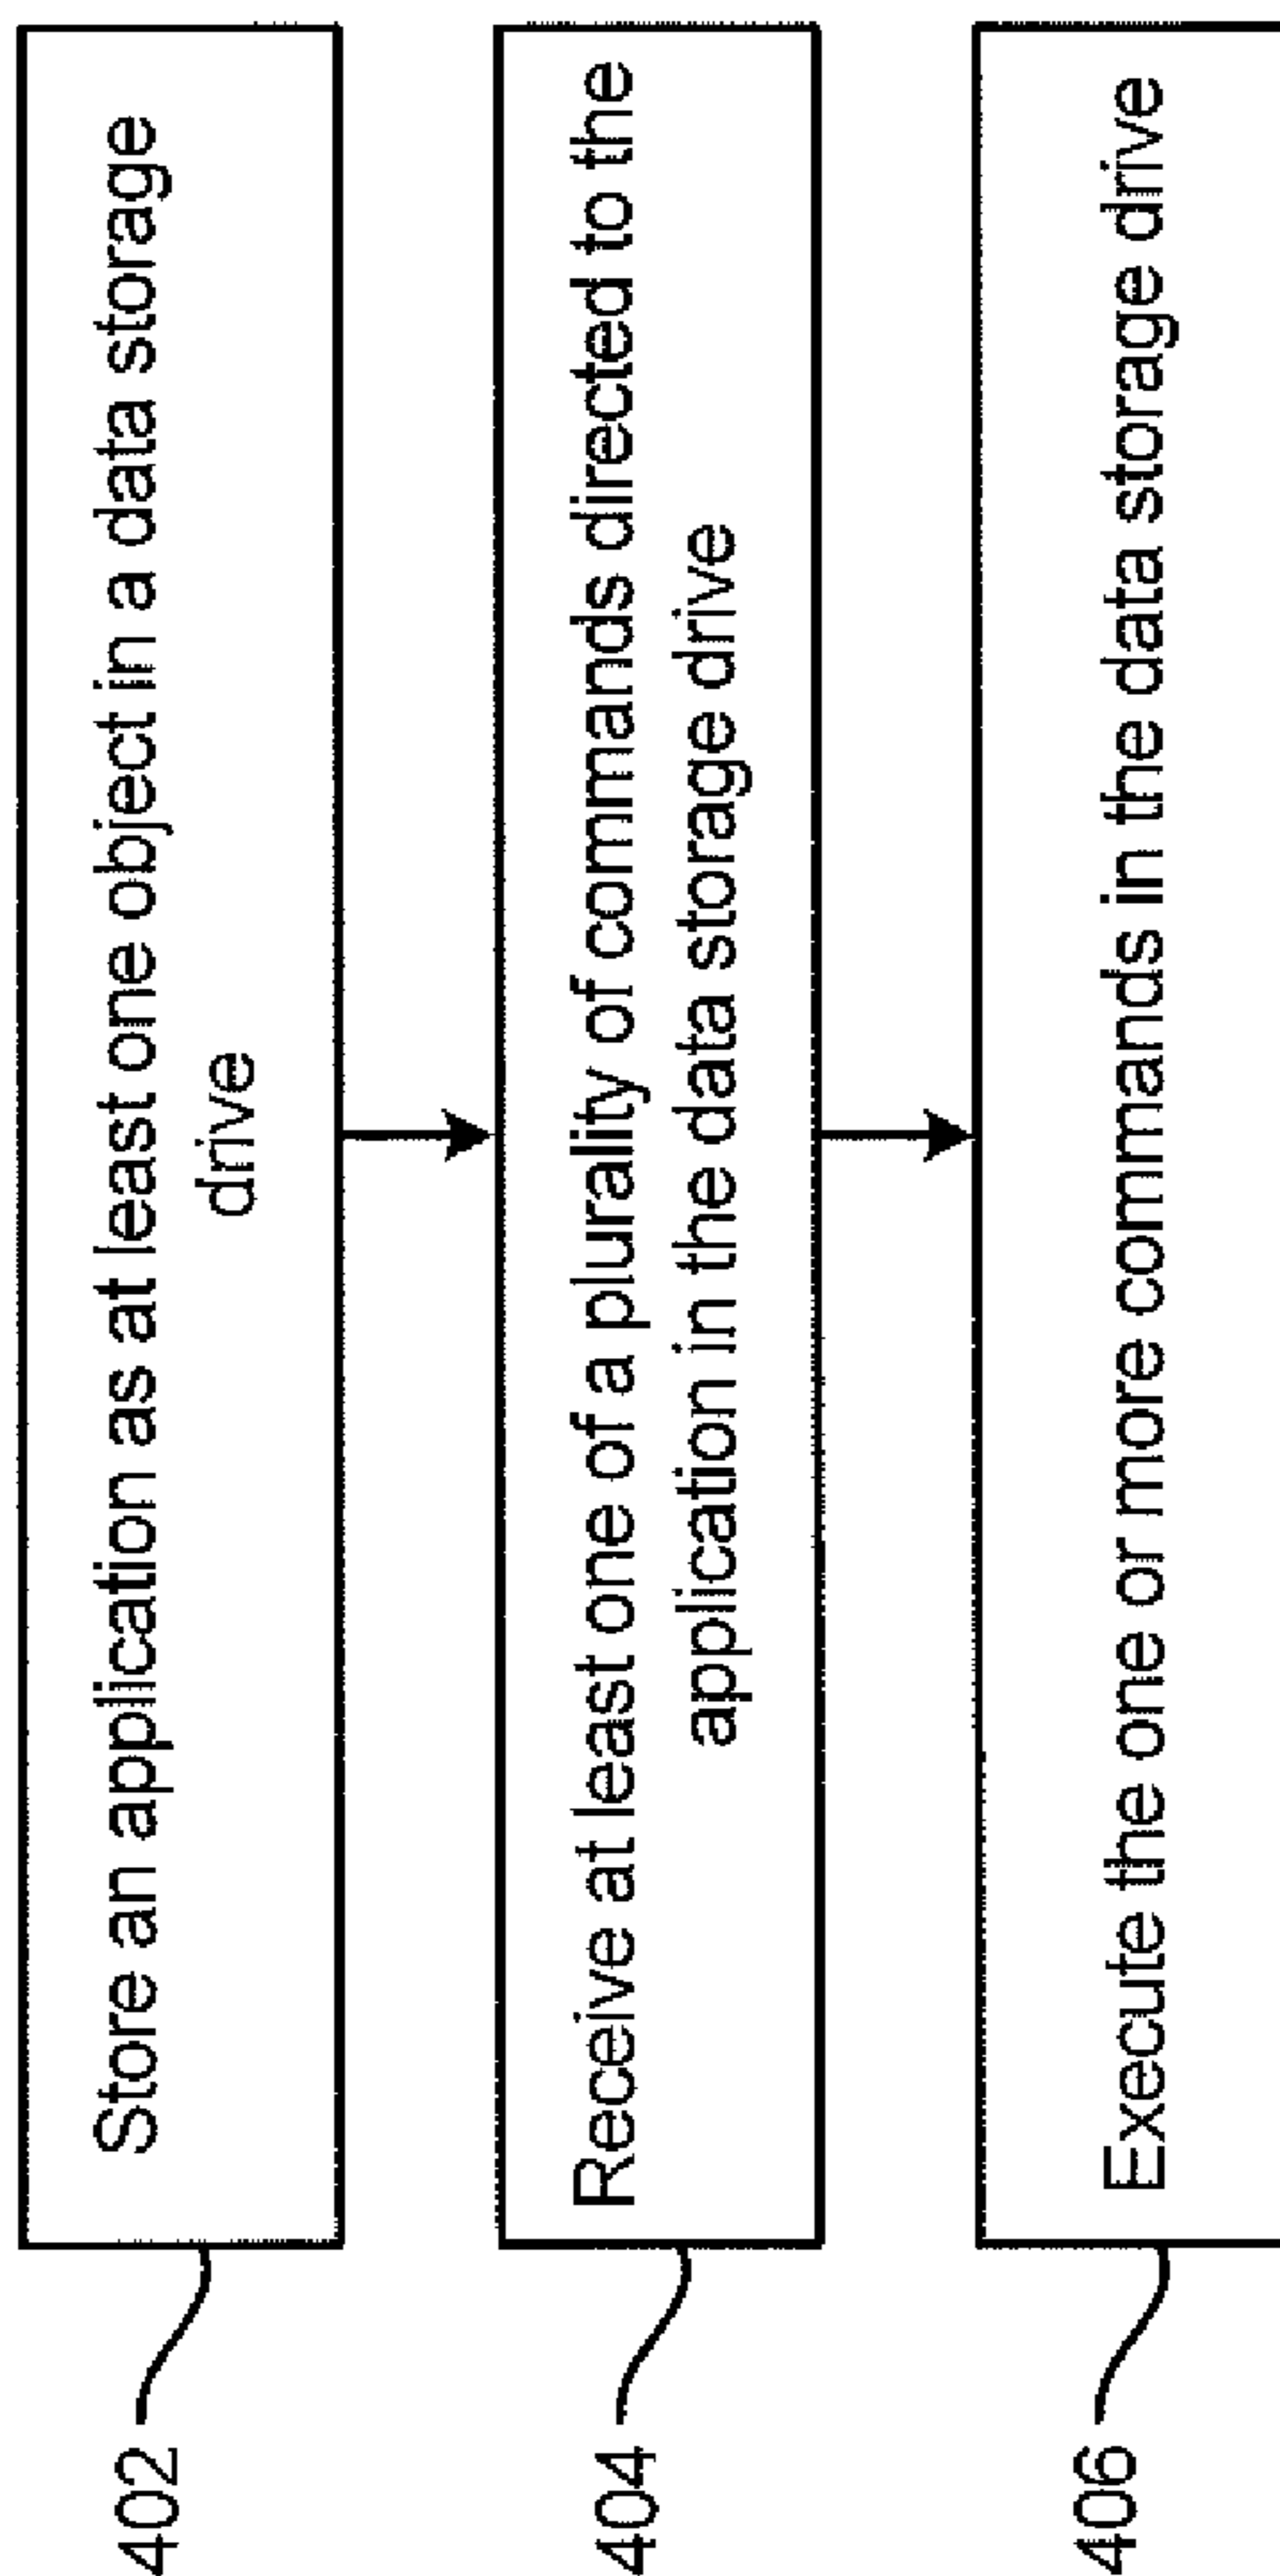 402
Store an application as at least one object in a data storage
drive
404
Receive at least one of a plurality of commands directed to the
application in the data storage drive
406
Execute the one or more commands in the data storage drive